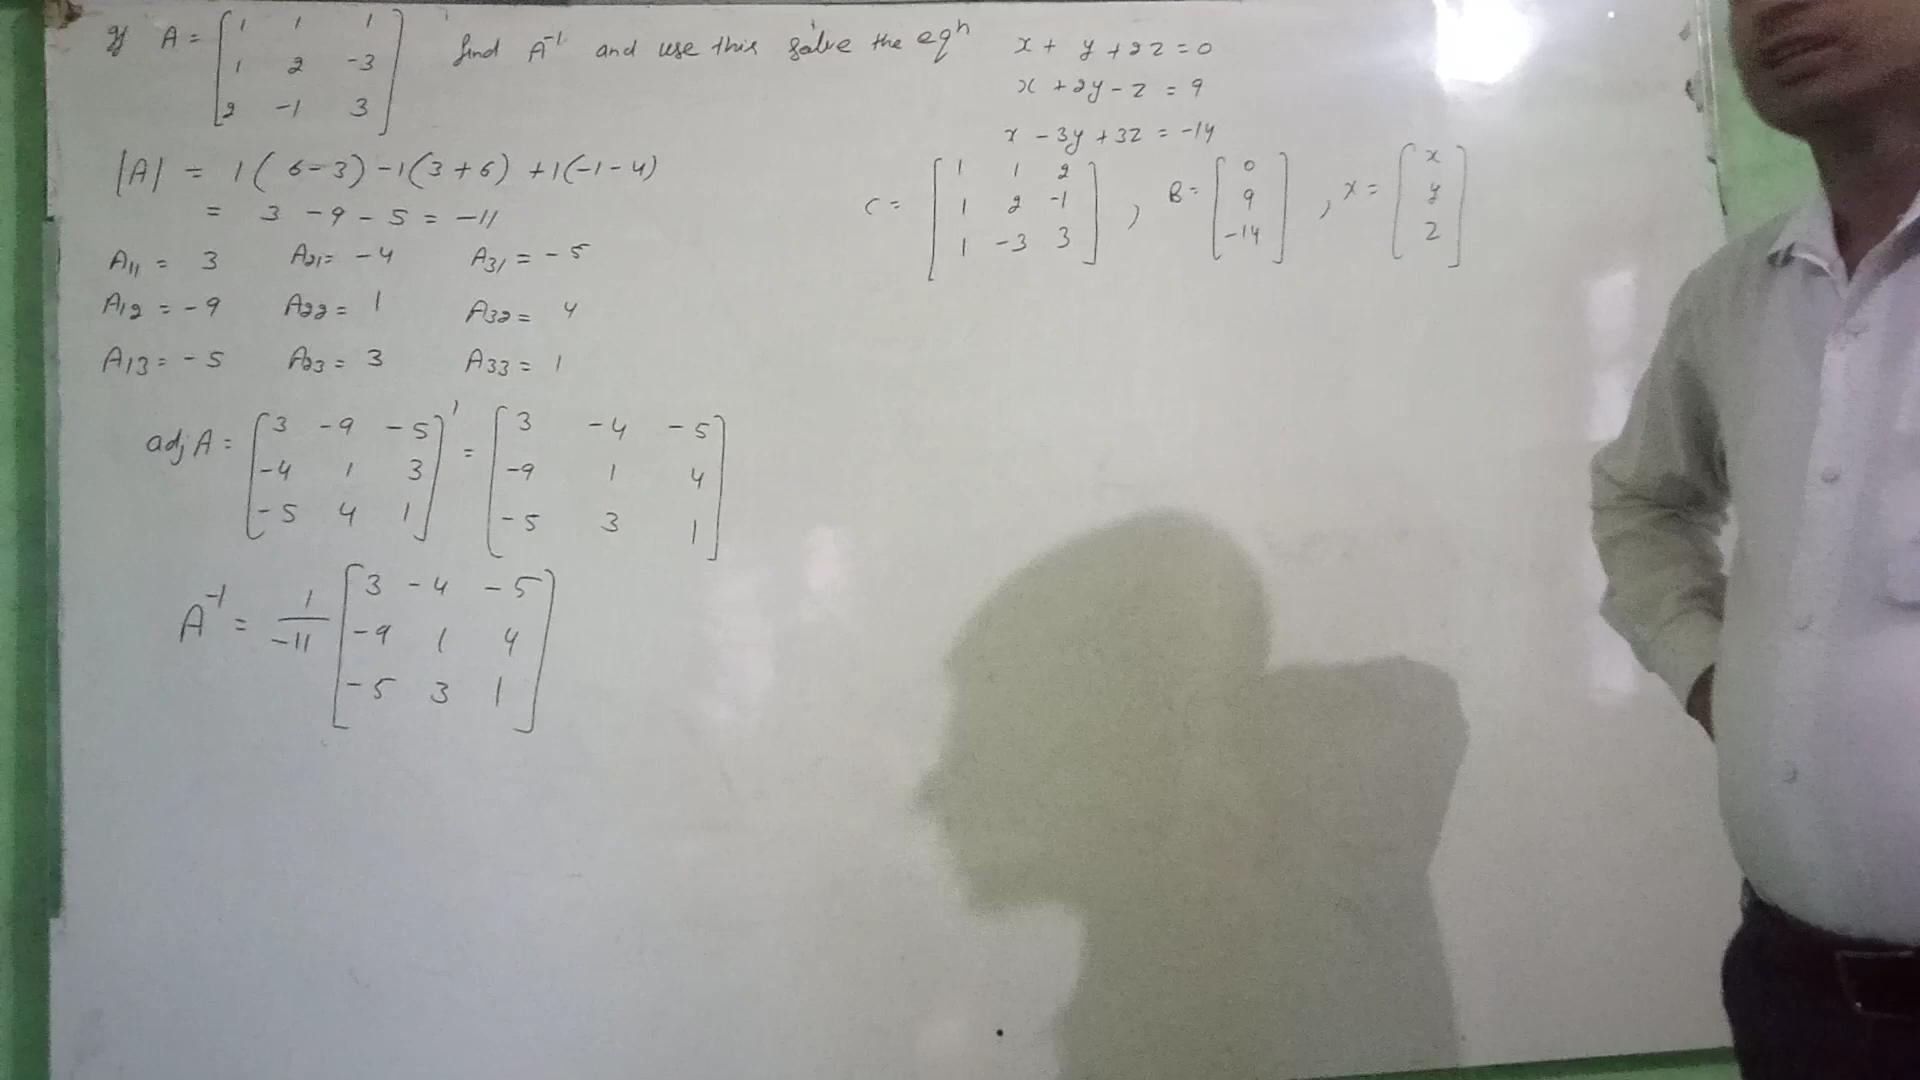 If A = [1 1 1
1 2 -3
2 -1 3] find A⁻¹ and use this solve the eqn x + y + 2z = 0
x + 2y - z = 9
x - 3y + 3z = -14
|A| = 1(6-3) -1(3+6) +1(-1-4)
= 3 - 9 - 5 = -11
A11 = 3 A21 = -4 A31 = -5
A12 = -9 A22 = 1 A32 = 4
A13 = -5 A23 = 3 A33 = 1
adj A = [3 -9 -5
-4 1 3
-5 4 1]' = [3 -4 -5
-9 1 4
-5 3 1]
A⁻¹ = 1/-11 [3 -4 -5
-9 1 4
-5 3 1]
C = [1 1 2
1 2 -1
1 -3 3], B = [0
9
-14], X = [x
y
z]